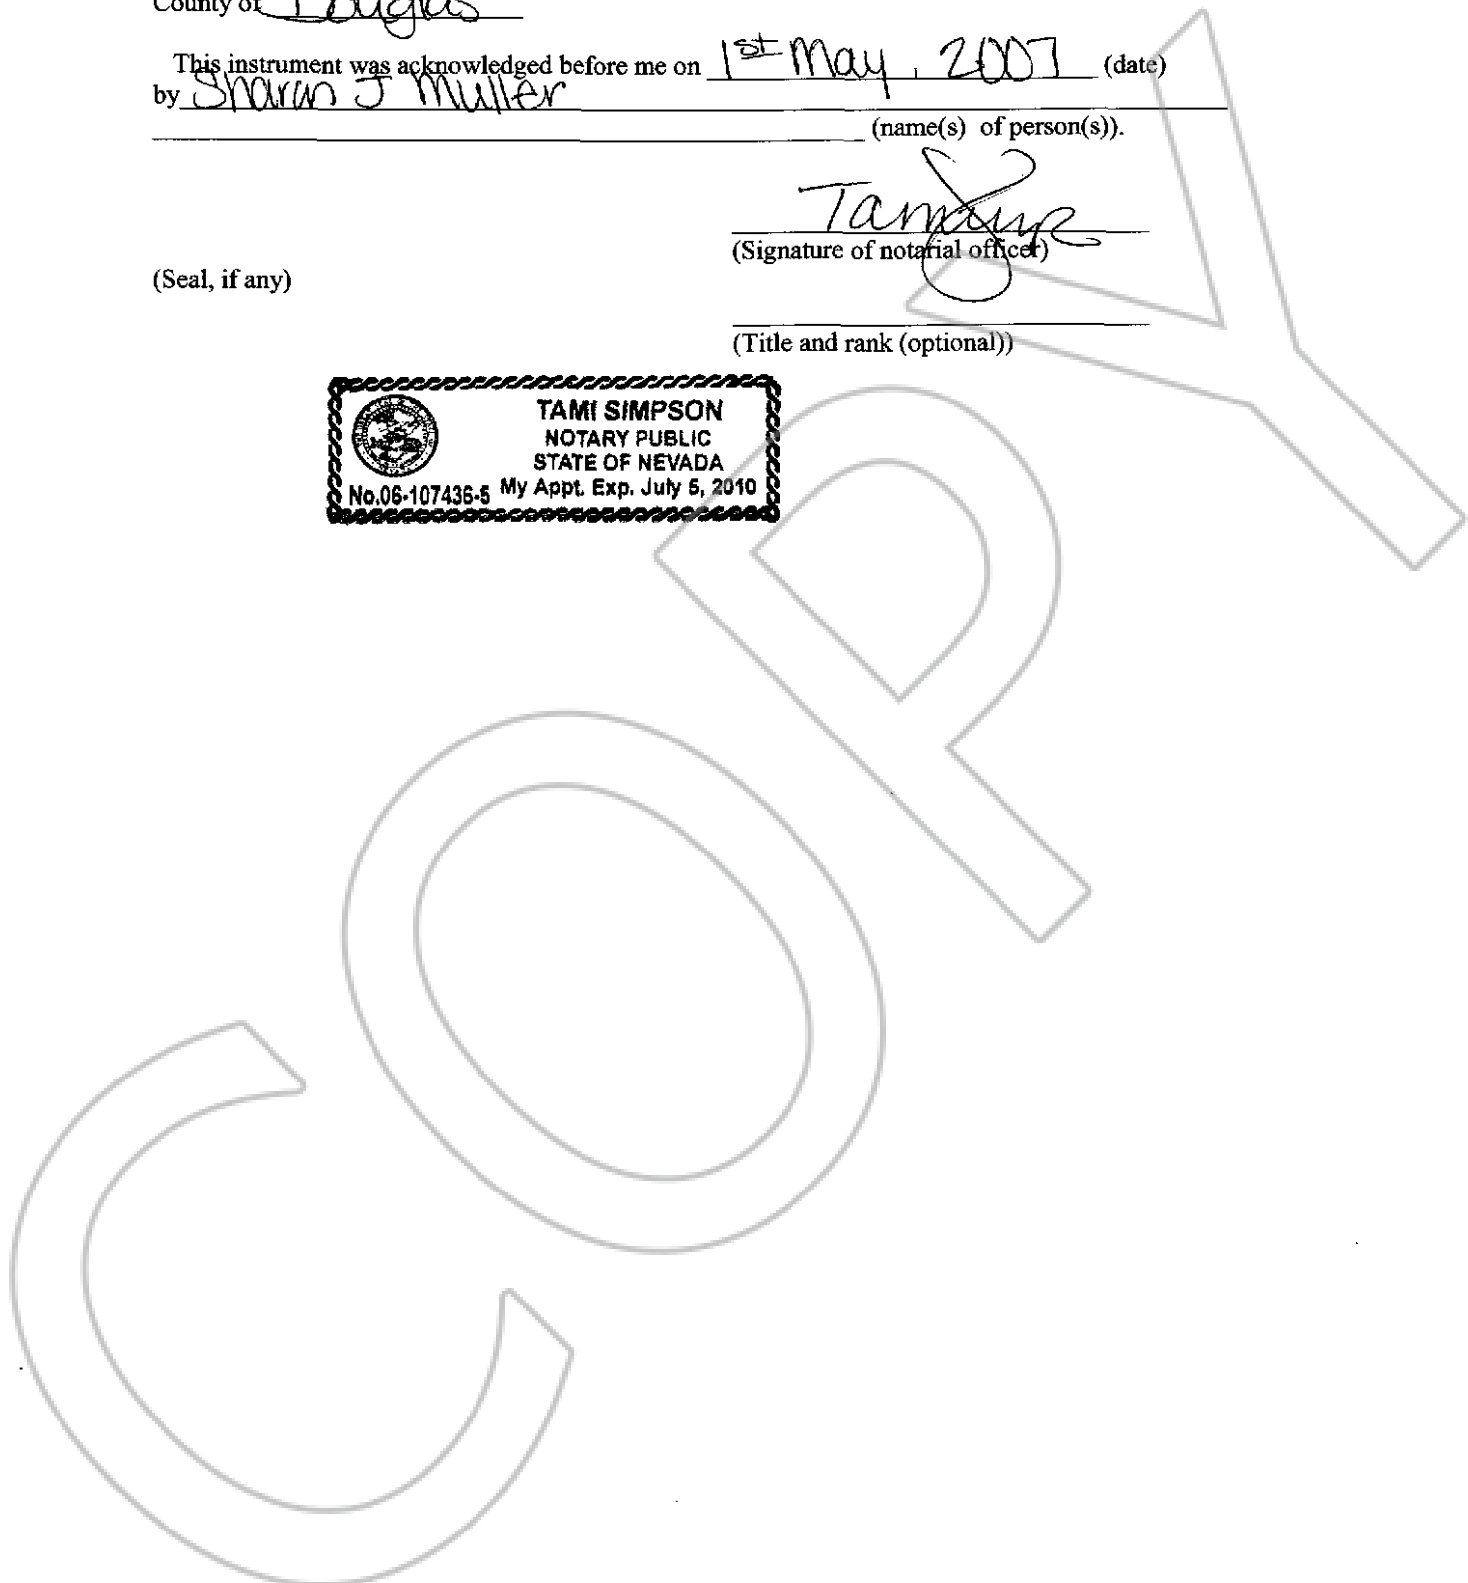 County of Douglas
This instrument was acknowledged before me on 1st May, 2007 (date)
by Sharon J Muller
(name(s) of person(s)).
(Signature of notarial officer)
(Seal, if any)
(Title and rank (optional))
TAMI SIMPSON
NOTARY PUBLIC
STATE OF NEVADA
No.06-107436-5 My Appt. Exp. July 5, 2010
COPY